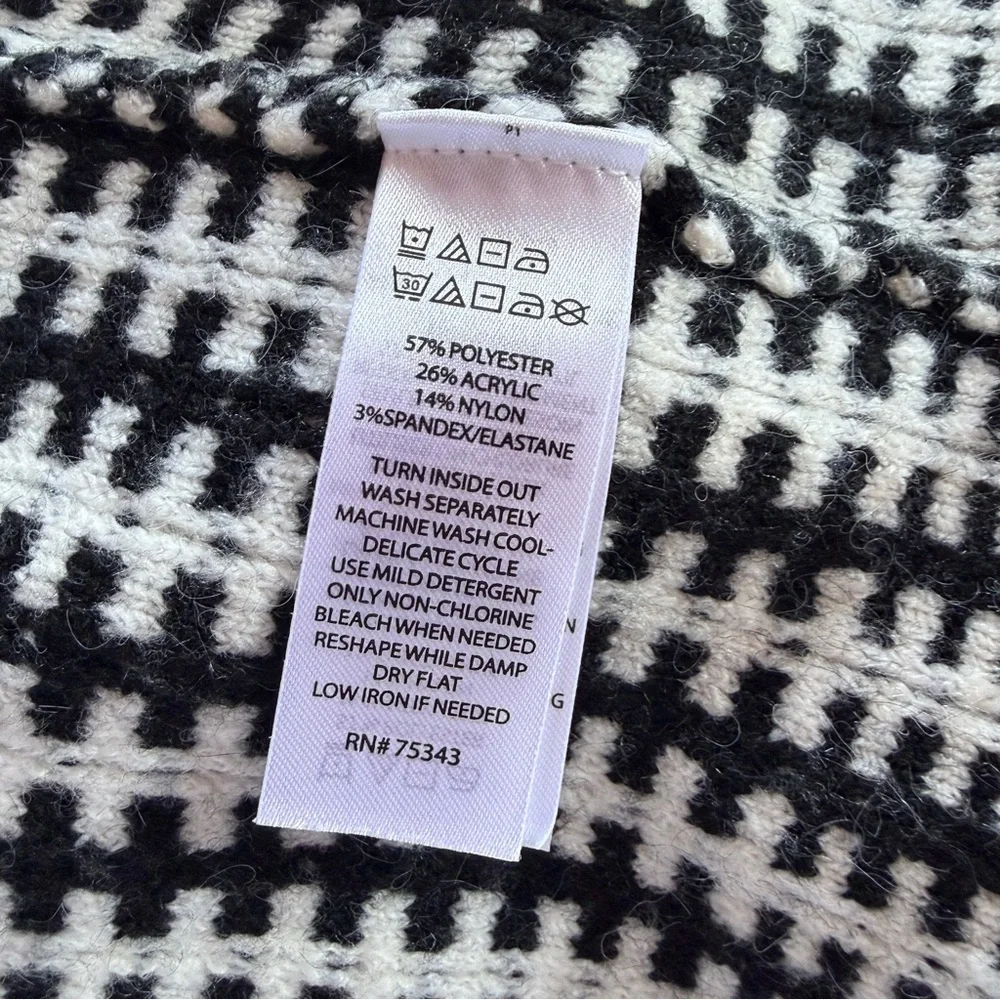 P1
30
57% POLYESTER
26% ACRYLIC
14% NYLON
3%SPANDEX/ELASTANE
TURN INSIDE OUT
WASH SEPARATELY
MACHINE WASH COOL-
DELICATE CYCLE
USE MILD DETERGENT
ONLY NON-CHLORINE
BLEACH WHEN NEEDED
RESHAPE WHILE DAMP
DRY FLAT
LOW IRON IF NEEDED
RN# 75343
N
G